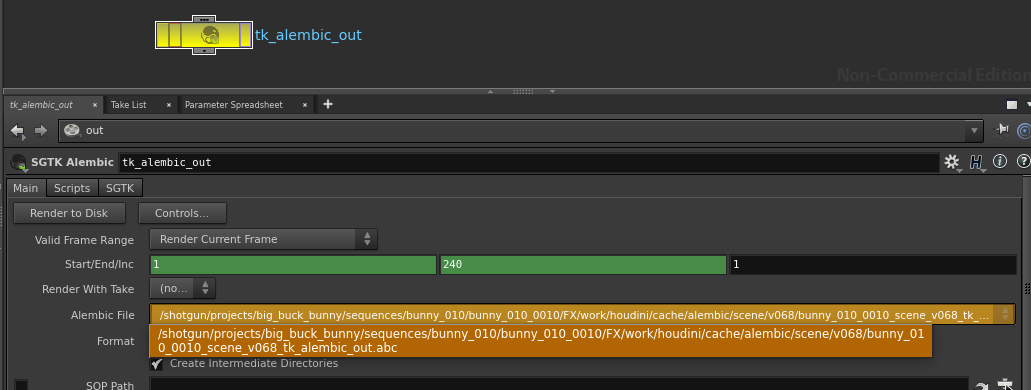 tk_alembic_out
Non-Commercial Edition
tk_alembic_out × Take List × Parameter Spreadsheet × +
out
SGTK Alembic tk_alembic_out
Main Scripts SGTK
Render to Disk Controls...
Valid Frame Range Render Current Frame
Start/End/Inc 1 240 1
Render With Take (no...
Alembic File /shotgun/projects/big_buck_bunny/sequences/bunny_010/bunny_010_0010/FX/work/houdini/cache/alembic/scene/v068/bunny_010_0010_scene_v068_tk_...
Format /shotgun/projects/big_buck_bunny/sequences/bunny_010/bunny_010_0010/FX/work/houdini/cache/alembic/scene/v068/bunny_01
0_0010_scene_v068_tk_alembic_out.abc
Create Intermediate Directories
SOP Path